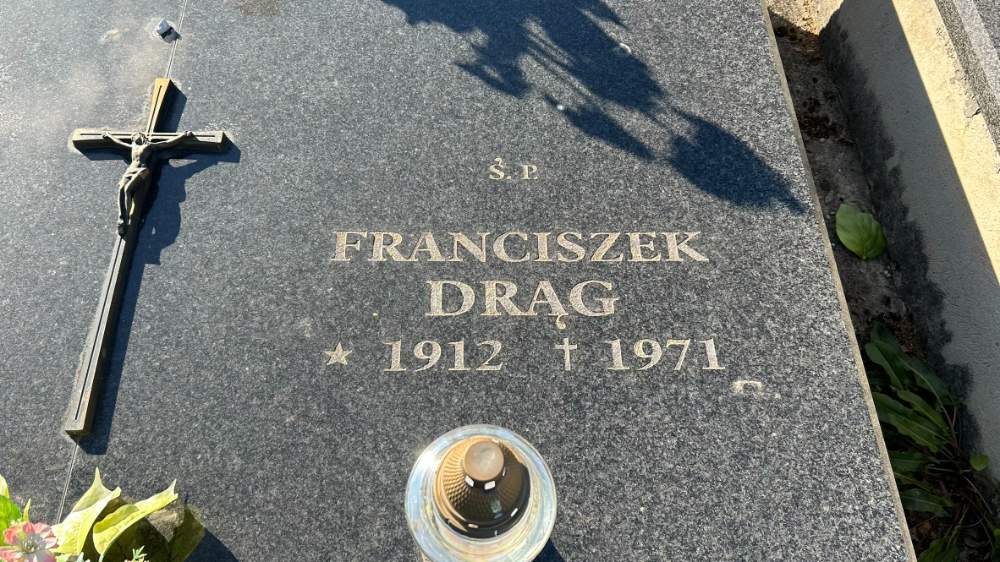 Ś. P.
FRANCISZEK
DRĄG
★ 1912 † 1971